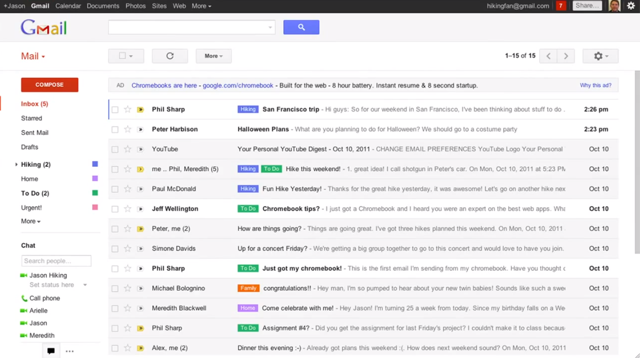 +Jason Gmail Calendar Documents Photos Sites Web More hikingfan@gmail.com 7 Share...
Gmail
Mail More 1–15 of 15
COMPOSE
AD Chromebooks are here - google.com/chromebook - Built for the web - 8 hour battery. Instant resume & 8 second startup. Why this ad?
Inbox (5)
Starred
Sent Mail
Drafts
Hiking (2)
Home
To Do (2)
Urgent!
More
Chat
Search people...
Jason Hiking
Set status here
Call phone
Arielle
Jason
Meredith
Phil Sharp Hiking San Francisco trip - Hi guys: So for our weekend in San Francisco, I've been thinking about stuff to do 2:26 pm
Peter Harbison Halloween Plans - What are you planning to do for Halloween? We should go to a costume party 2:23 pm
YouTube Your Personal YouTube Digest - Oct 10, 2011 - CHANGE EMAIL PREFERENCES YouTube Logo Your Personal Oct 10
me .. Phil, Meredith (5) Hiking To Do Hike this weekend! - 1. great idea! I call shotgun in Peter's car. On Mon, Oct 10, 2011 at 5:23 PM Oct 10
Paul McDonald Hiking Fun Hike Yesterday! - Thanks for the great hike yesterday, it was awesome! Let's go on another hike next Oct 10
Jeff Wellington To Do Chromebook tips? - I just got a Chromebook and I heard you were an expert on the best web apps. What Oct 10
Peter, me (2) How are things going? - Things are going great. I've got three hikes planned this weekend. On Mon, Oct 10, 2011 Oct 10
Simone Davids Up for a concert Friday? - We're getting a big group together to go to this concert and would love to have you join. Oct 10
Phil Sharp To Do Just got my chromebook! - This is the first email I'm sending from my chromebook. Have you thought Oct 10
Michael Bolognino Family congratulations!! - Hey man, I'm so pumped to hear about your new twin babies! Sounds like such a sweet Oct 10
Meredith Blackwell Home Come celebrate with me! - Hey Jason! I'm turning 25 a week from today. Since my birthday falls on a Oct 10
Phil Sharp To Do Assignment #4? - Did you get the assignment for last Friday's project? I couldn't make it to class because Oct 10
Alex, me (2) Dinner this evening :-) - Already got plans this weekend :(. How does next weekend sound? - On Mon, Oct 10, 2011 Oct 10